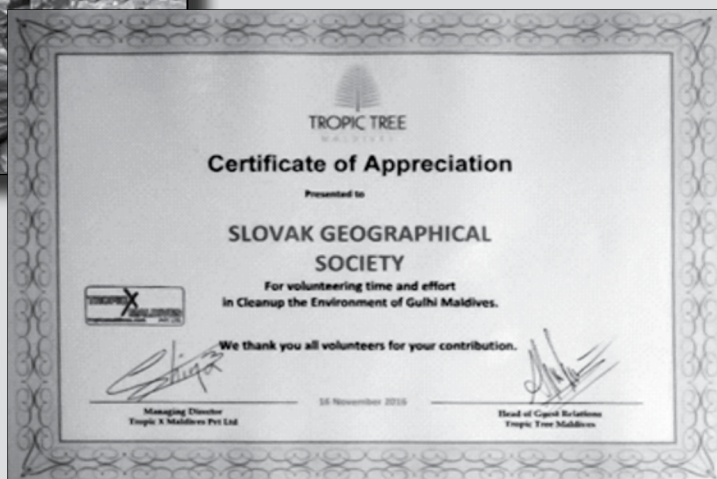 TROPIC TREE
MALDIVES
Certificate of Appreciation
Presented to
SLOVAK GEOGRAPHICAL
SOCIETY
For volunteering time and effort
in Cleanup the Environment of Gulhi Maldives.
TROPIC X
MALDIVES
We thank you all volunteers for your contribution.
16 November 2016
Managing Director
Tropic X Maldives Pvt Ltd
Head of Guest Relations
Tropic Tree Maldives